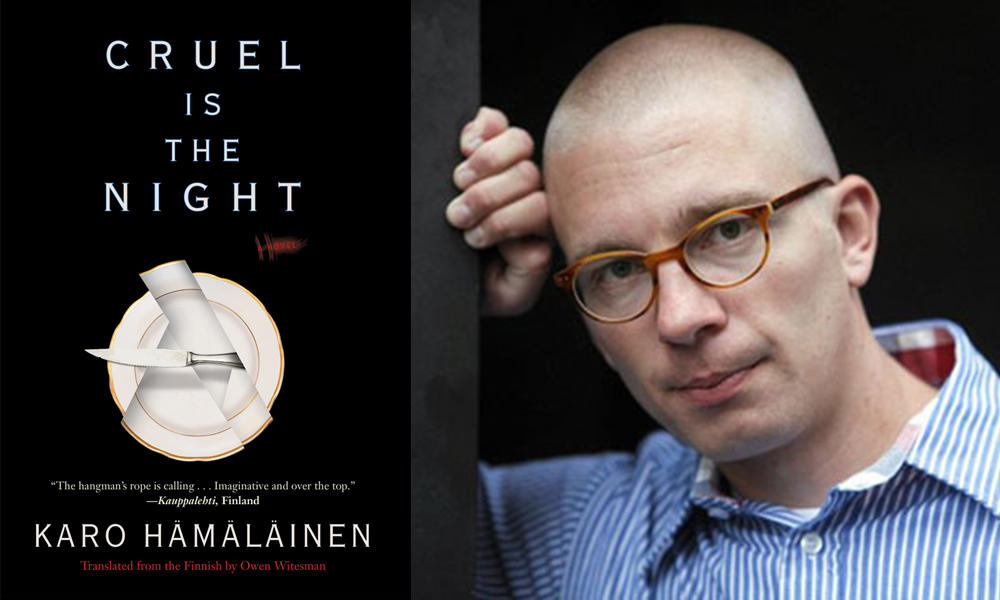 CRUEL
IS
THE
NIGHT
A NOVEL
“The hangman’s rope is calling . . . Imaginative and over the top.”
—Kauppalehti, Finland
KARO HÄMÄLÄINEN
Translated from the Finnish by Owen Witesman